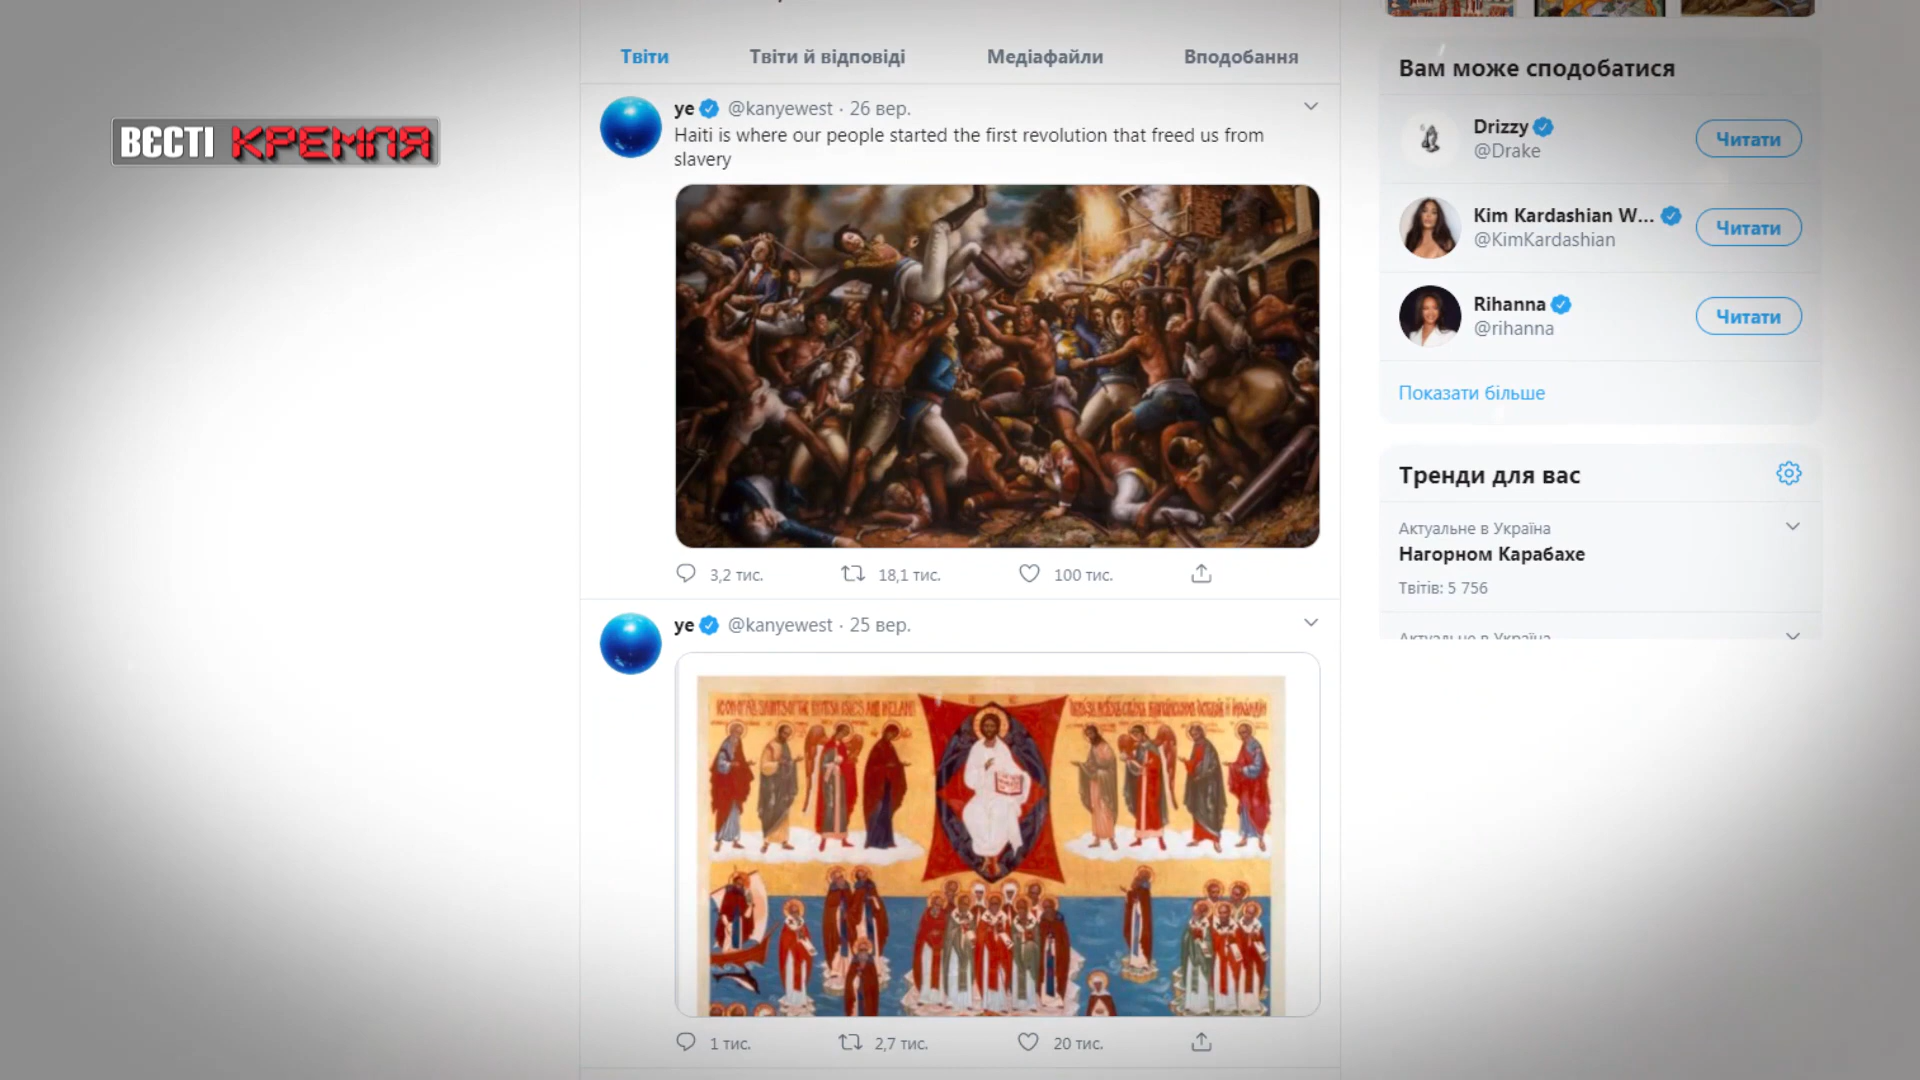 Твіти
Твіти й відповіді
Медіафайли
Вподобання
ВЄСТІ КРЕМЛЯ
ye @kanyewest · 26 вер.
Haiti is where our people started the first revolution that freed us from
slavery
3,2 тис.
18,1 тис.
100 тис.
ye @kanyewest · 25 вер.
1 тис.
2,7 тис.
20 тис.
Вам може сподобатися
Drizzy
@Drake
Читати
Kim Kardashian W...
@KimKardashian
Читати
Rihanna
@rihanna
Читати
Показати більше
Тренди для вас
Актуальне в Україна
Нагорном Карабахе
Твітів: 5 756
Актуальне в Україна